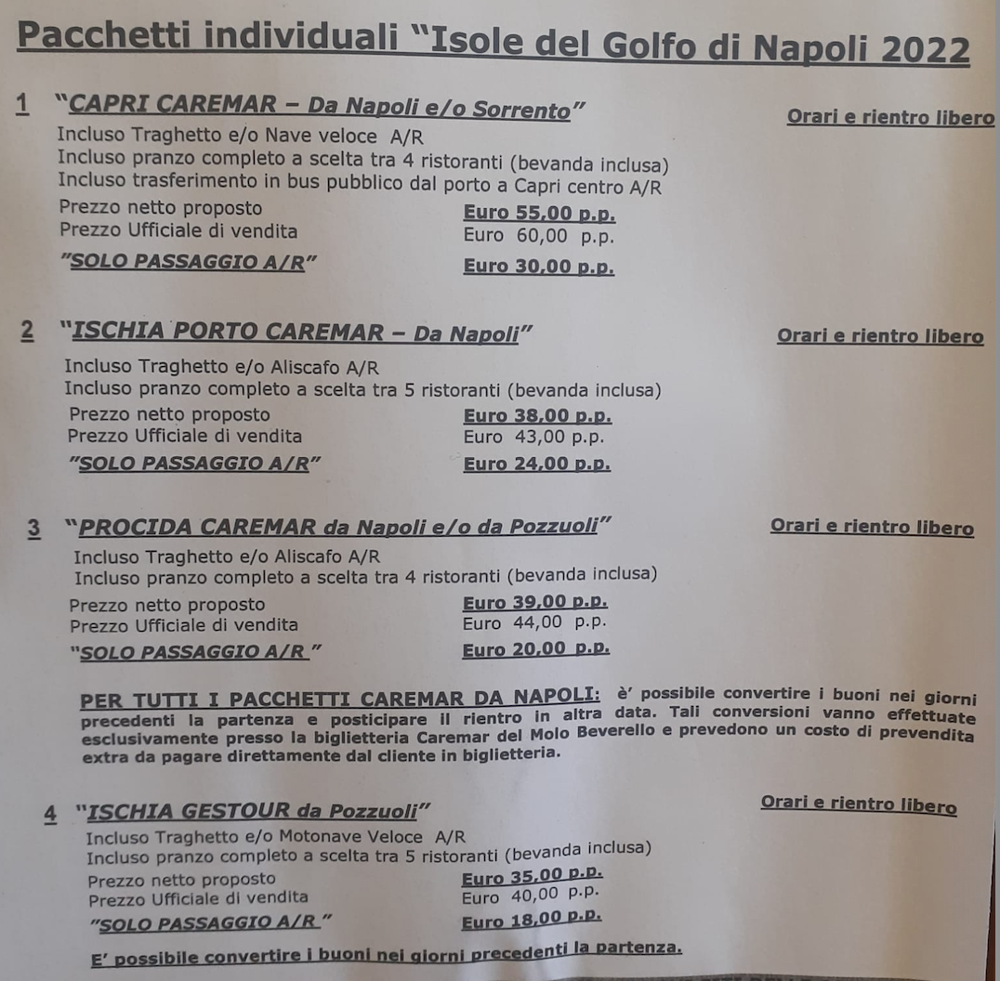 Pacchetti individuali “Isole del Golfo di Napoli 2022
1 “CAPRI CAREMAR – Da Napoli e/o Sorrento”
Orari e rientro libero
Incluso Traghetto e/o Nave veloce A/R
Incluso pranzo completo a scelta tra 4 ristoranti (bevanda inclusa)
Incluso trasferimento in bus pubblico dal porto a Capri centro A/R
Prezzo netto proposto Euro 55,00 p.p.
Prezzo Ufficiale di vendita Euro 60,00 p.p.
”SOLO PASSAGGIO A/R” Euro 30,00 p.p.
2 “ISCHIA PORTO CAREMAR – Da Napoli”
Orari e rientro libero
Incluso Traghetto e/o Aliscafo A/R
Incluso pranzo completo a scelta tra 5 ristoranti (bevanda inclusa)
Prezzo netto proposto Euro 38,00 p.p.
Prezzo Ufficiale di vendita Euro 43,00 p.p.
”SOLO PASSAGGIO A/R” Euro 24,00 p.p.
3 “PROCIDA CAREMAR da Napoli e/o da Pozzuoli”
Orari e rientro libero
Incluso Traghetto e/o Aliscafo A/R
Incluso pranzo completo a scelta tra 4 ristoranti (bevanda inclusa)
Prezzo netto proposto Euro 39,00 p.p.
Prezzo Ufficiale di vendita Euro 44,00 p.p.
“SOLO PASSAGGIO A/R ” Euro 20,00 p.p.
PER TUTTI I PACCHETTI CAREMAR DA NAPOLI: è’ possibile convertire i buoni nei giorni
precedenti la partenza e posticipare il rientro in altra data. Tali conversioni vanno effettuate
esclusivamente presso la biglietteria Caremar del Molo Beverello e prevedono un costo di prevendita
extra da pagare direttamente dal cliente in biglietteria.
4 “ISCHIA GESTOUR da Pozzuoli”
Orari e rientro libero
Incluso Traghetto e/o Motonave Veloce A/R
Incluso pranzo completo a scelta tra 5 ristoranti (bevanda inclusa)
Prezzo netto proposto Euro 35,00 p.p.
Prezzo Ufficiale di vendita Euro 40,00 p.p.
”SOLO PASSAGGIO A/R ” Euro 18,00 p.p.
E’ possibile convertire i buoni nei giorni precedenti la partenza.